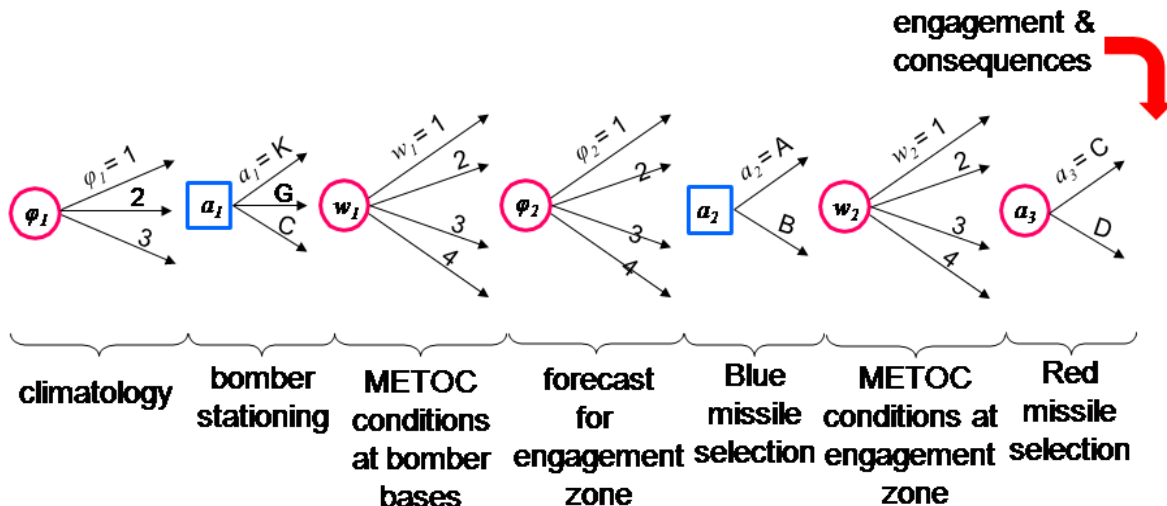 engagement &
consequences
φ₁= 1
2
3
φ₁
a₁= K
G
C
a₁
w₁= 1
2
3
4
w₁
φ₂= 1
2
3
4
φ₂
a₂= A
B
a₂
w₂= 1
2
3
4
w₂
a₃= C
D
a₃
climatology
bomber
stationing
METOC
conditions
at bomber
bases
forecast
for
engagement
zone
Blue
missile
selection
METOC
conditions at
engagement
zone
Red
missile
selection